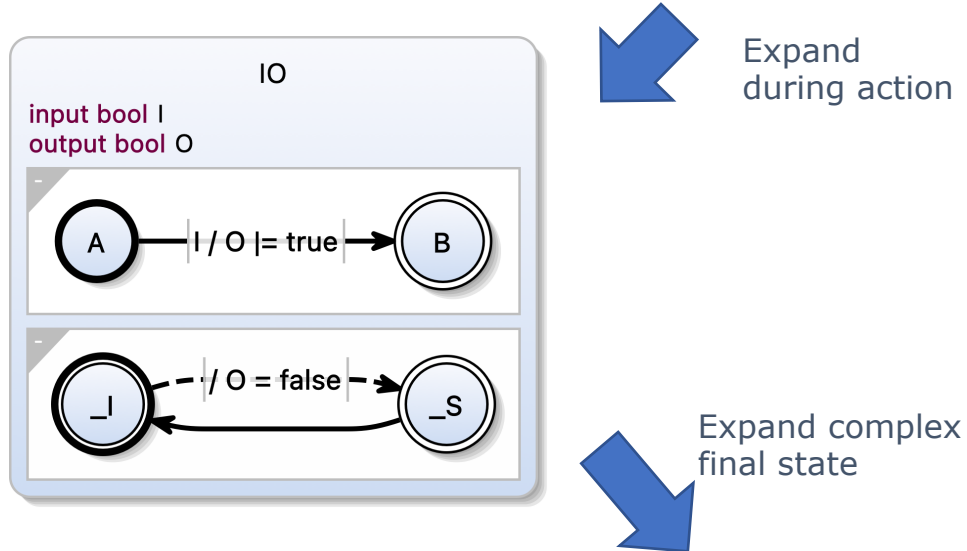 IO
Expand
during action
input bool I
output bool O
-
A
I / O |= true
B
-
_I
/ O = false
_S
Expand complex
final state